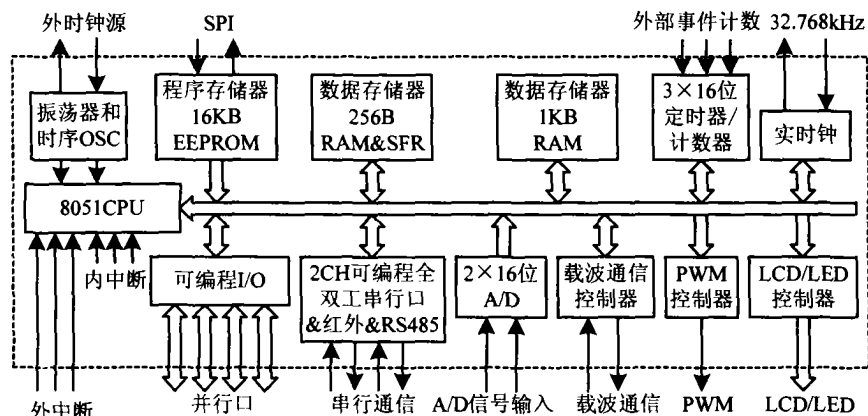 外时钟源
SPI
外部事件计数
32.768kHz
振荡器和
时序OSC
程序存储器
16KB
EEPROM
数据存储器
256B
RAM&SFR
数据存储器
1KB
RAM
3×16位
定时器/
计数器
实时钟
8051CPU
内中断
可编程I/O
2CH可编程全
双工串行口
&红外&RS485
2×16位
A/D
载波通信
控制器
PWM
控制器
LCD/LED
控制器
外中断
并行口
串行通信
A/D信号输入
载波通信
PWM
LCD/LED